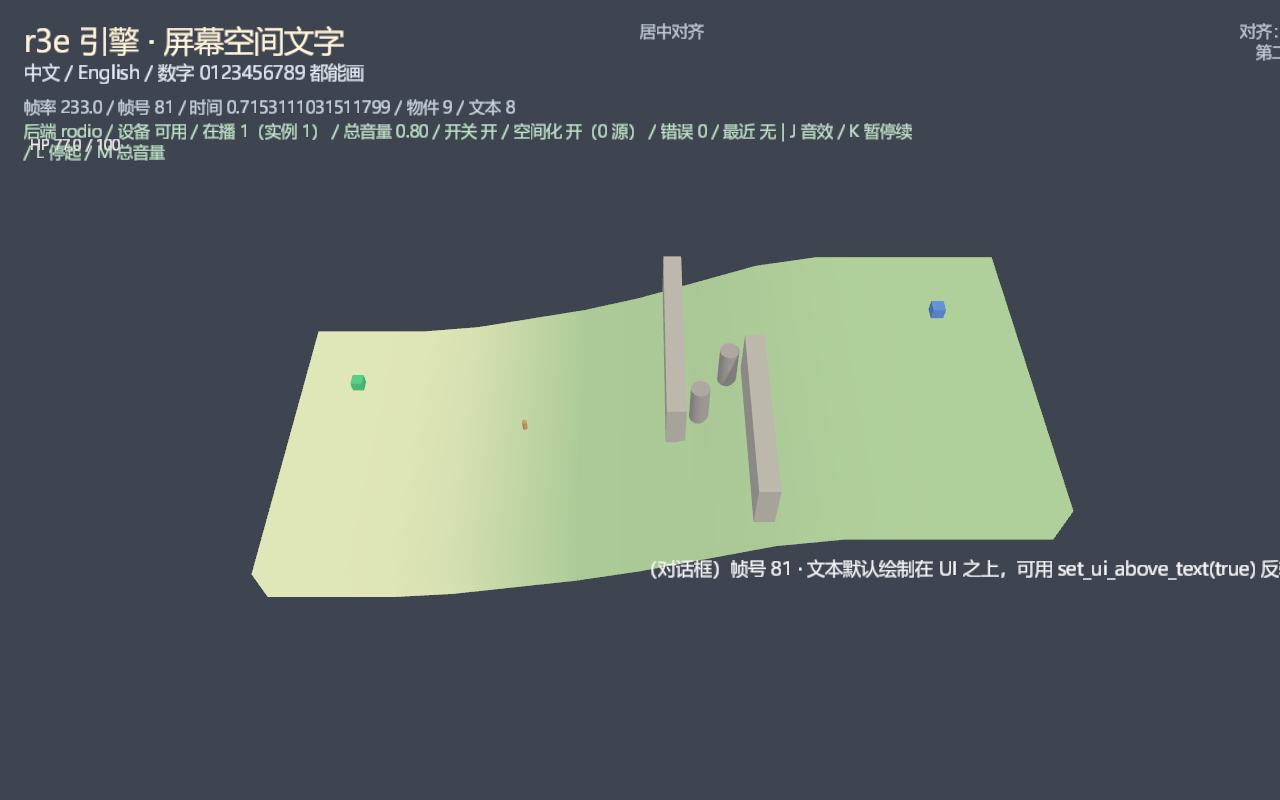 r3e 引擎 · 屏幕空间文字
居中对齐
对齐：
第二
中文 / English / 数字 0123456789 都能画
帧率 233.0 / 帧号 81 / 时间 0.7153111031511799 / 物件 9 / 文本 8
后端 rodio / 设备 可用 / 在播 1（实例 1） / 总音量 0.80 / 开关 开 / 空间化 开（0 源） / 错误 0 / 最近 无 | J 音效 / K 暂停续
HP 77.0 / 100
/ L 停起 / M 总音量
（对话框）帧号 81 · 文本默认绘制在 UI 之上，可用 set_ui_above_text(true) 反